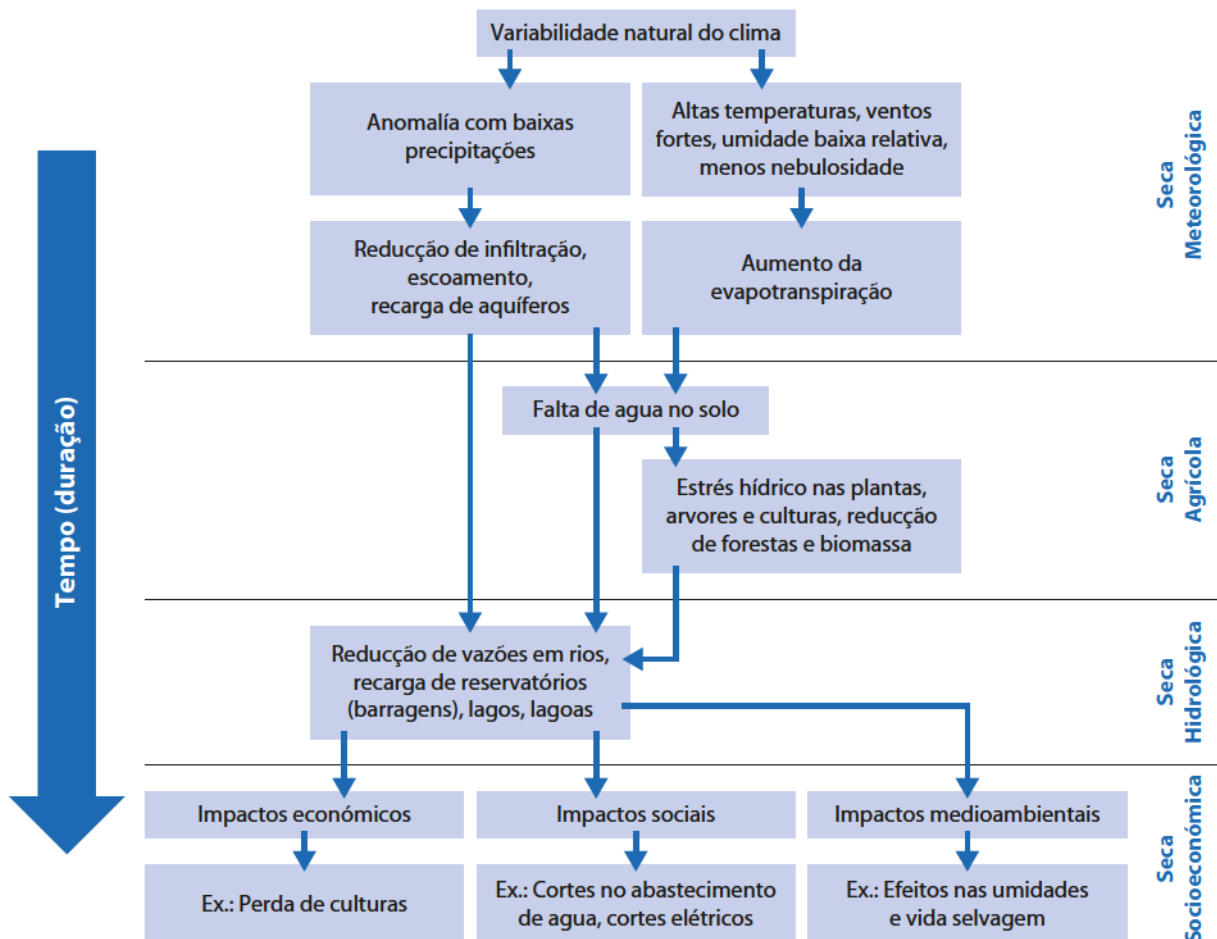 Variabilidade natural do clima
Anomalía com baixas
precipitações
Altas temperaturas, ventos
fortes, umidade baixa relativa,
menos nebulosidade
Seca
Meteorológica
Reducção de infiltração,
escoamento,
recarga de aquíferos
Aumento da
evapotranspiração
Tempo (duração)
Falta de agua no solo
Estrés hídrico nas plantas,
arvores e culturas, reducção
de forestas e biomassa
Seca
Agrícola
Reducção de vazões em rios,
recarga de reservatórios
(barragens), lagos, lagoas
Seca
Hidrológica
Impactos económicos
Impactos sociais
Impactos medioambientais
Ex.: Perda de culturas
Ex.: Cortes no abastecimento
de agua, cortes elétricos
Ex.: Efeitos nas umidades
e vida selvagem
Seca
Socioeconómica